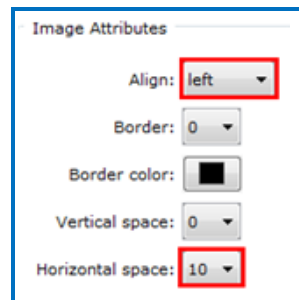 Image Attributes
Align: left
Border: 0
Border color:
Vertical space: 0
Horizontal space: 10